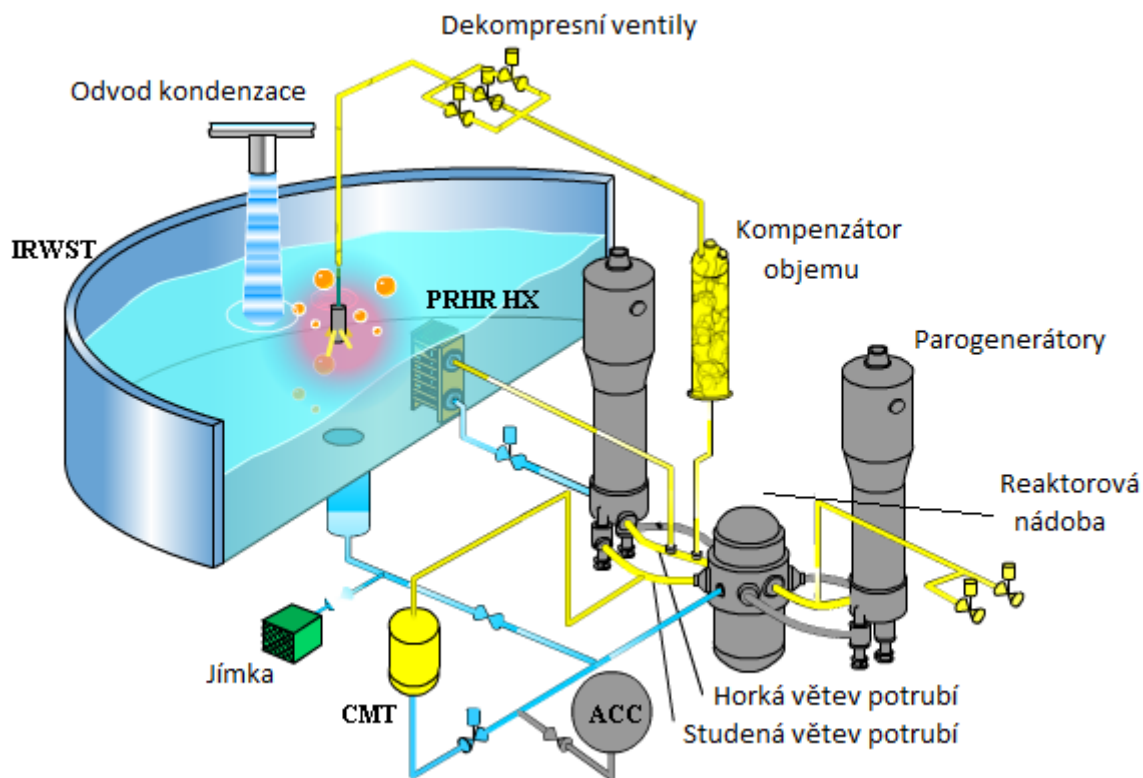 Dekompresní ventily
Odvod kondenzace
IRWST
Kompenzátor
objemu
PRHR HX
Parogenerátory
Reaktorová
nádoba
Jímka
CMT
ACC
Horká větev potrubí
Studená větev potrubí